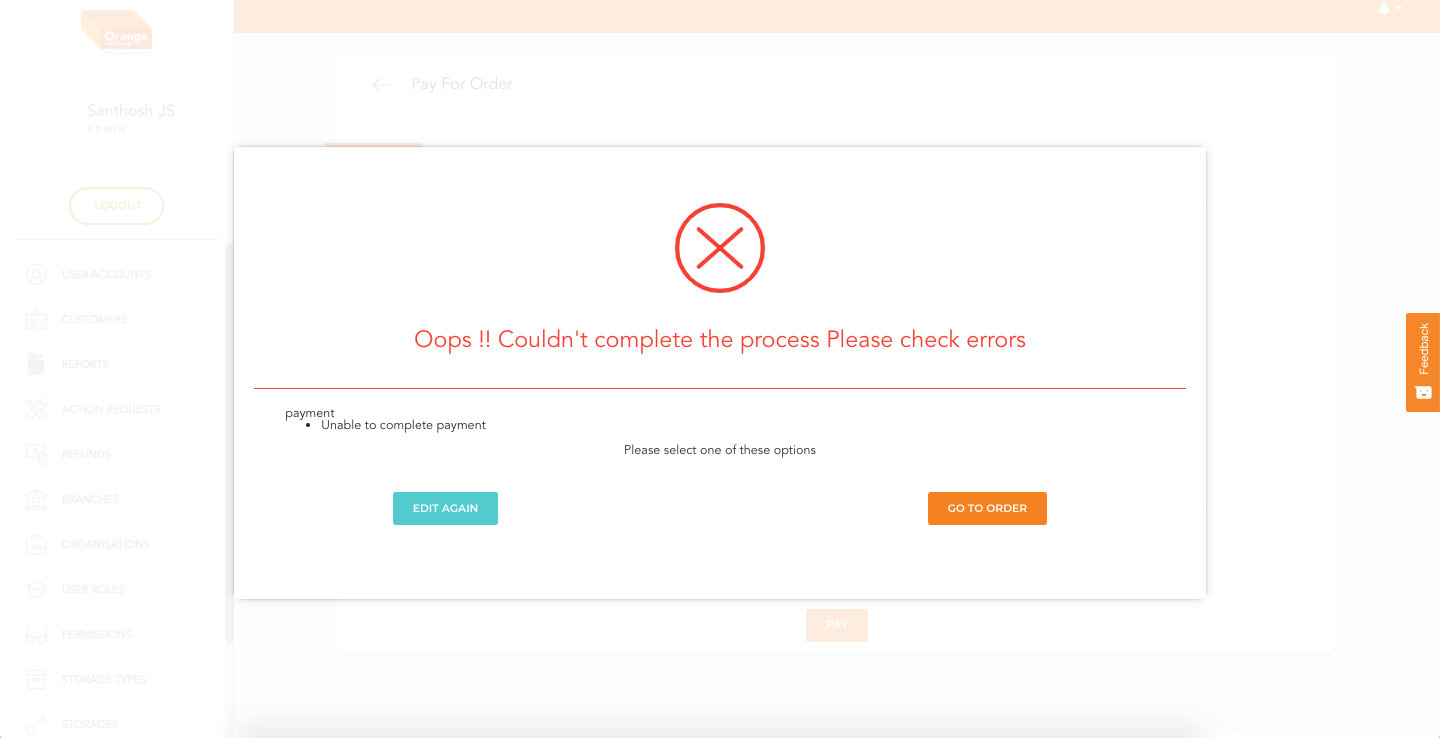 Orange
Santhosh JS
ADMIN
LOGOUT
USER ACCOUNTS
CUSTOMERS
REPORTS
ACTION REQUESTS
REFUNDS
BRANCHES
ORGANISATIONS
USER ROLES
PERMISSIONS
STORAGE TYPES
STORAGES
Pay For Order
Oops !! Couldn't complete the process Please check errors
payment
• Unable to complete payment
Please select one of these options
EDIT AGAIN
GO TO ORDER
PAY
Feedback